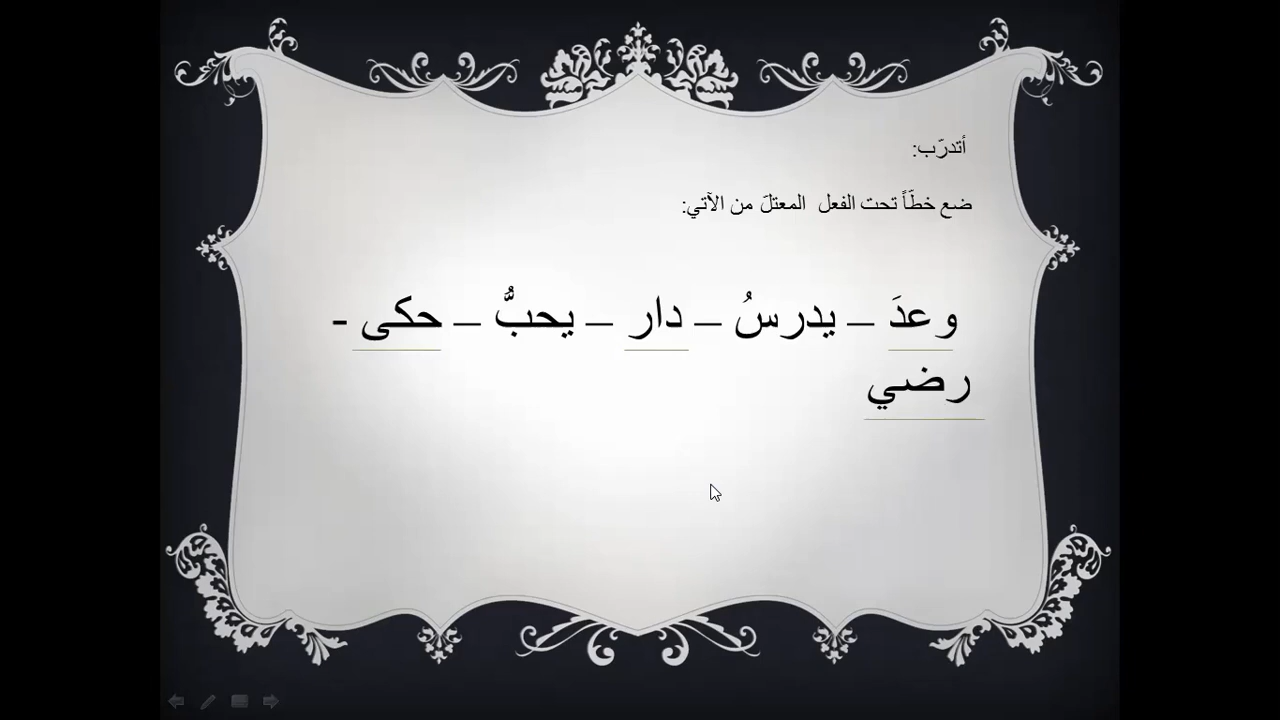 أتدرّب:
ضع خطّاً تحت الفعل المعتلّ من الآتي:
وعدَ – يدرسُ – دار – يحبُّ – حكى -
رضي